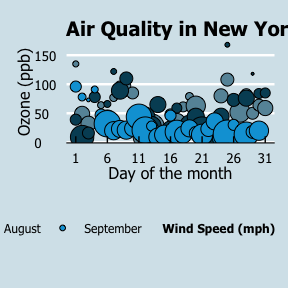 Air Quality in New Yor
Ozone (ppb)
150
100
50
0
1 6 11 16 21 26 31
Day of the month
August September Wind Speed (mph)